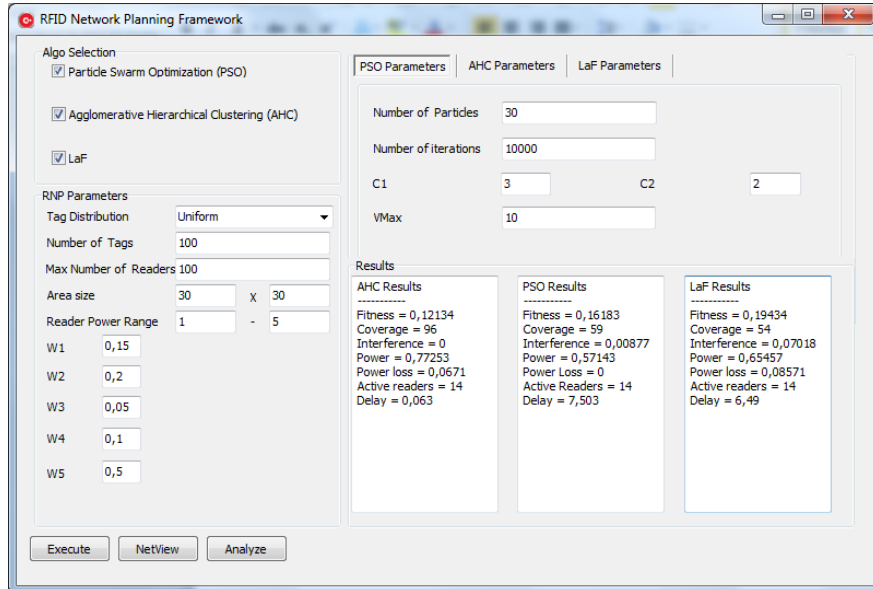 RFID Network Planning Framework
Algo Selection
Particle Swarm Optimization (PSO)
Agglomerative Hierarchical Clustering (AHC)
LaF
RNP Parameters
Tag Distribution Uniform
Number of Tags 100
Max Number of Readers 100
Area size 30 X 30
Reader Power Range 1 - 5
W1 0,15
W2 0,2
W3 0,05
W4 0,1
W5 0,5
Execute NetView Analyze
PSO Parameters AHC Parameters LaF Parameters
Number of Particles 30
Number of iterations 10000
C1 3 C2 2
VMax 10
Results
AHC Results
-----------
Fitness = 0,12134
Coverage = 96
Interference = 0
Power = 0,77253
Power loss = 0,0671
Active readers = 14
Delay = 0,063
PSO Results
-----------
Fitness = 0,16183
Coverage = 59
Interference = 0,00877
Power = 0,57143
Power Loss = 0
Active Readers = 14
Delay = 7,503
LaF Results
-----------
Fitness = 0,19434
Coverage = 54
Interference = 0,07018
Power = 0,65457
Power loss = 0,08571
Active readers = 14
Delay = 6,49